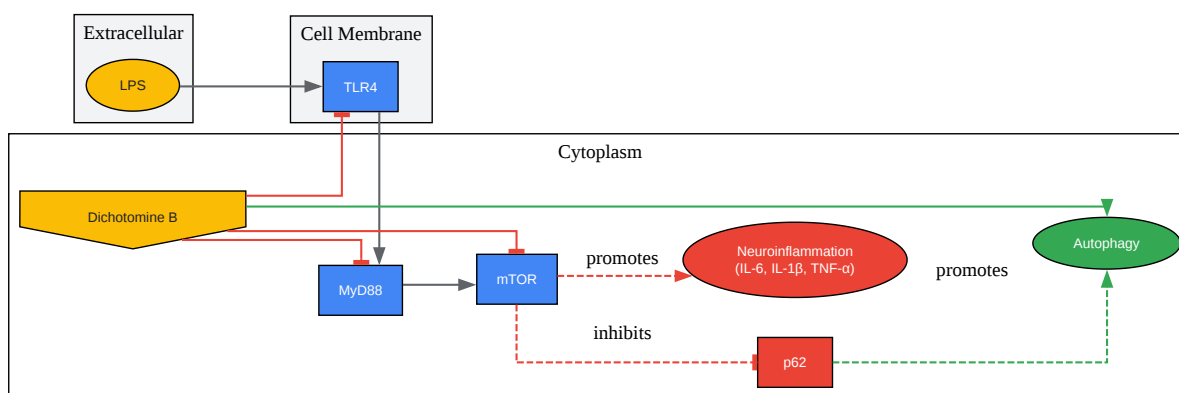 Extracellular
LPS
Cell Membrane
TLR4
Cytoplasm
Dichotomine B
MyD88
mTOR
promotes
Neuroinflammation
(IL-6, IL-1β, TNF-α)
promotes
Autophagy
inhibits
p62